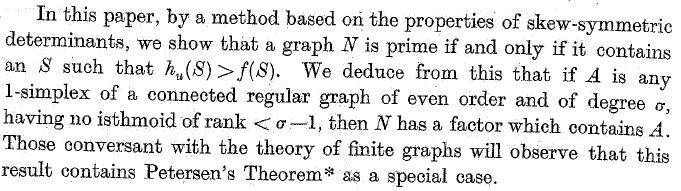 In this paper, by a method based on the properties of skew-symmetric
determinants, we show that a graph N is prime if and only if it contains
an S such that hᵤ(S) > f(S). We deduce from this that if A is any
1-simplex of a connected regular graph of even order and of degree σ,
having no isthmoid of rank < σ—1, then N has a factor which contains A.
Those conversant with the theory of finite graphs will observe that this
result contains Petersen's Theorem* as a special case.